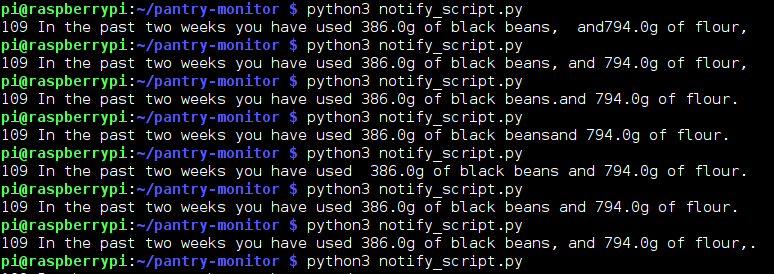 pi@raspberrypi:~/pantry-monitor $ python3 notify_script.py
109 In the past two weeks you have used 386.0g of black beans,  and794.0g of flour,
pi@raspberrypi:~/pantry-monitor $ python3 notify_script.py
109 In the past two weeks you have used 386.0g of black beans, and 794.0g of flour,
pi@raspberrypi:~/pantry-monitor $ python3 notify_script.py
109 In the past two weeks you have used 386.0g of black beans.and 794.0g of flour.
pi@raspberrypi:~/pantry-monitor $ python3 notify_script.py
109 In the past two weeks you have used 386.0g of black beansand 794.0g of flour.
pi@raspberrypi:~/pantry-monitor $ python3 notify_script.py
109 In the past two weeks you have used  386.0g of black beans and 794.0g of flour.
pi@raspberrypi:~/pantry-monitor $ python3 notify_script.py
109 In the past two weeks you have used 386.0g of black beans and 794.0g of flour.
pi@raspberrypi:~/pantry-monitor $ python3 notify_script.py
109 In the past two weeks you have used 386.0g of black beans, and 794.0g of flour,.
pi@raspberrypi:~/pantry-monitor $ python3 notify_script.py